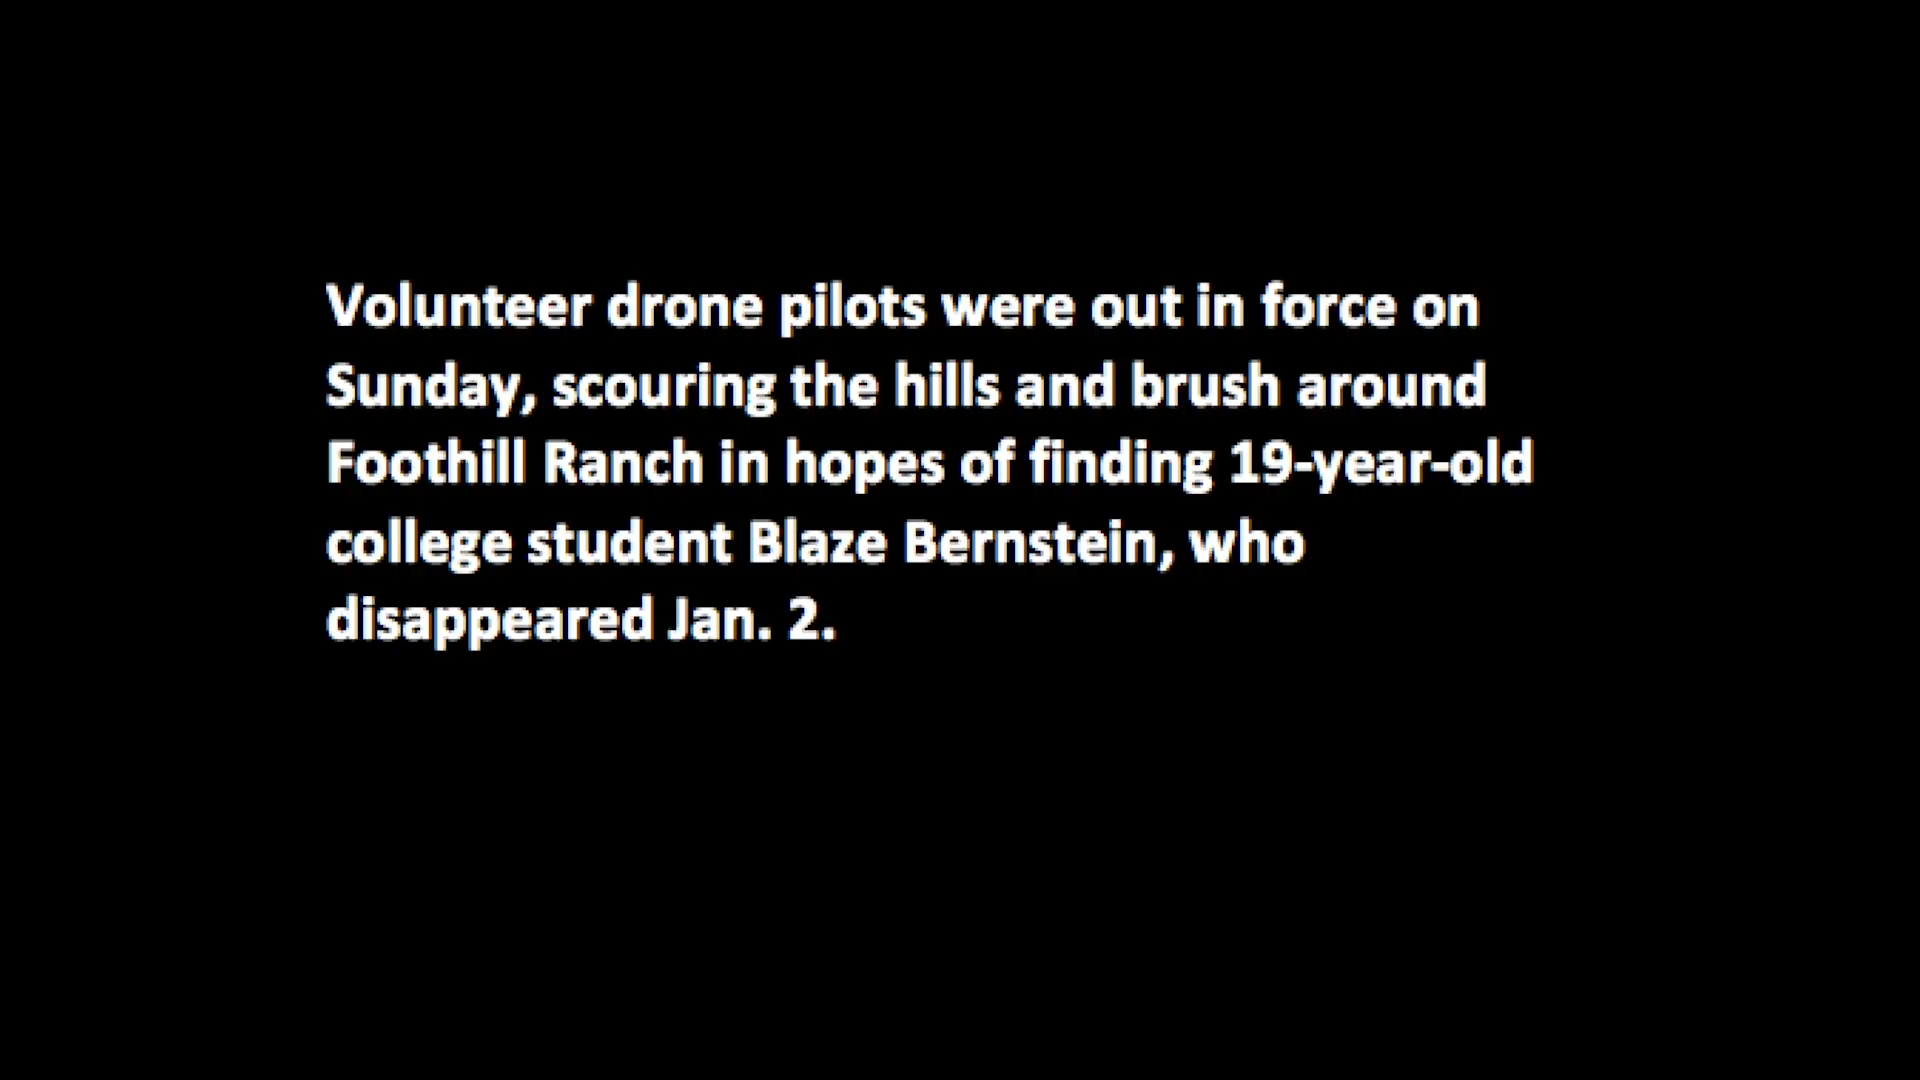 Volunteer drone pilots were out in force on
Sunday, scouring the hills and brush around
Foothill Ranch in hopes of finding 19-year-old
college student Blaze Bernstein, who
disappeared Jan. 2.